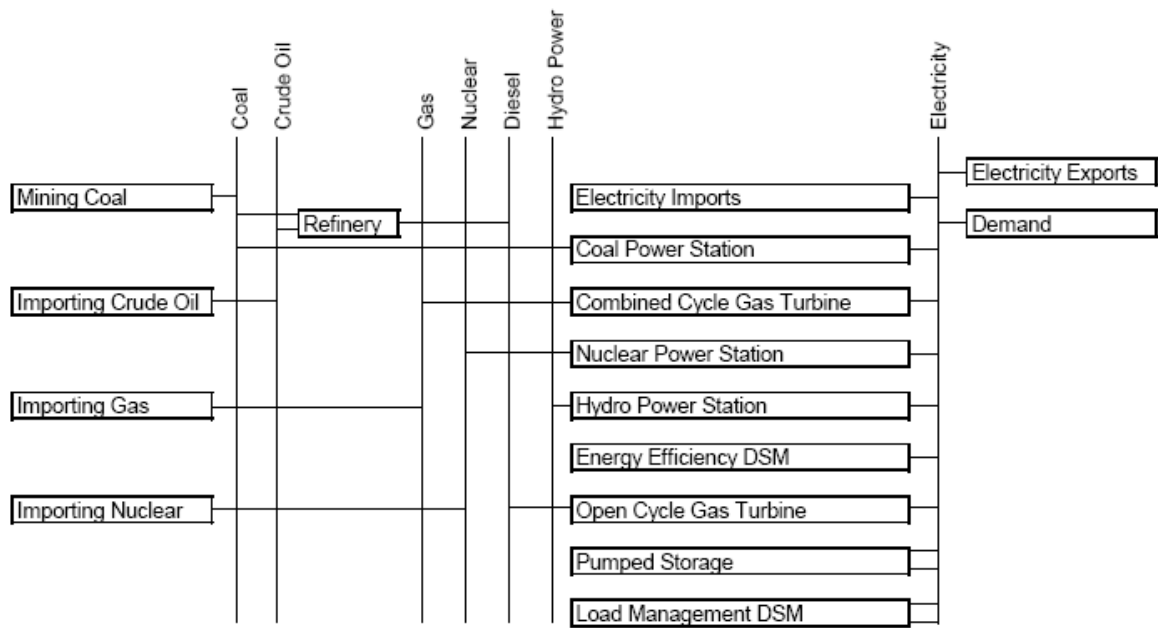 Coal
Crude Oil
Gas
Nuclear
Diesel
Hydro Power
Electricity
Mining Coal
Importing Crude Oil
Importing Gas
Importing Nuclear
Refinery
Electricity Imports
Coal Power Station
Combined Cycle Gas Turbine
Nuclear Power Station
Hydro Power Station
Energy Efficiency DSM
Open Cycle Gas Turbine
Pumped Storage
Load Management DSM
Electricity Exports
Demand